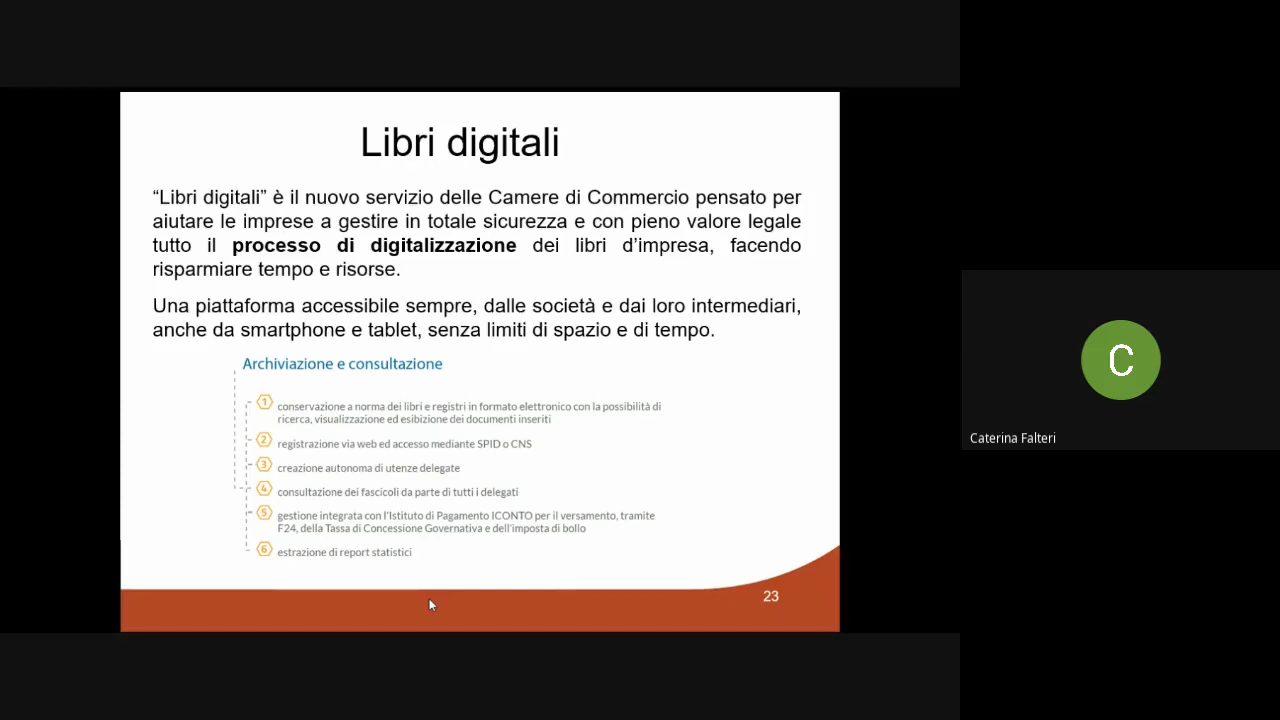 Libri digitali
“Libri digitali” è il nuovo servizio delle Camere di Commercio pensato per
aiutare le imprese a gestire in totale sicurezza e con pieno valore legale
tutto il processo di digitalizzazione dei libri d’impresa, facendo
risparmiare tempo e risorse.
Una piattaforma accessibile sempre, dalle società e dai loro intermediari,
anche da smartphone e tablet, senza limiti di spazio e di tempo.
Archiviazione e consultazione
1 conservazione a norma dei libri e registri in formato elettronico con la possibilità di
ricerca, visualizzazione ed esibizione dei documenti inseriti
2 registrazione via web ed accesso mediante SPID o CNS
3 creazione autonoma di utenze delegate
4 consultazione dei fascicoli da parte di tutti i delegati
5 gestione integrata con l'Istituto di Pagamento ICONTO per il versamento, tramite
F24, della Tassa di Concessione Governativa e dell'imposta di bollo
6 estrazione di report statistici
23
C
Caterina Falteri